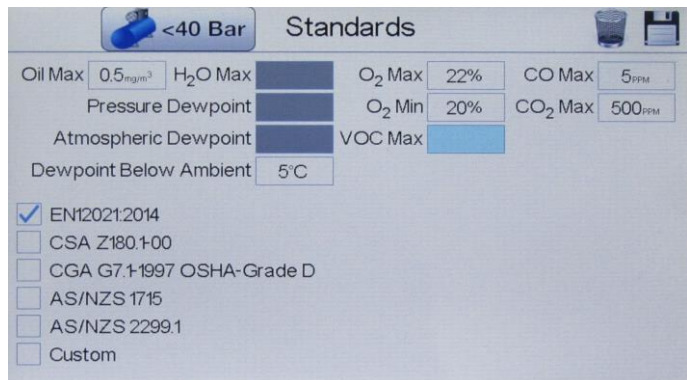 <40 Bar Standards
Oil Max 0.5mg/m³ H₂O Max O₂ Max 22% CO Max 5PPM
Pressure Dewpoint O₂ Min 20% CO₂ Max 500PPM
Atmospheric Dewpoint VOC Max
Dewpoint Below Ambient 5°C
EN12021:2014
CSA Z180.1-00
CGA G7.1-1997 OSHA-Grade D
AS/NZS 1715
AS/NZS 2299.1
Custom